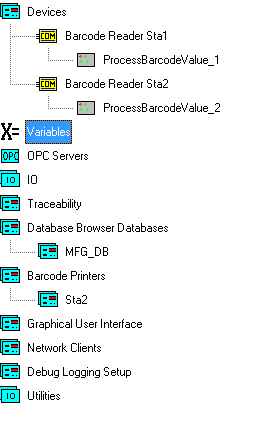 Devices
COM Barcode Reader Sta1
ProcessBarcodeValue_1
COM Barcode Reader Sta2
ProcessBarcodeValue_2
X= Variables
OPC OPC Servers
IO IO
Traceability
Database Browser Databases
MFG_DB
Barcode Printers
Sta2
Graphical User Interface
Network Clients
Debug Logging Setup
IO Utilities